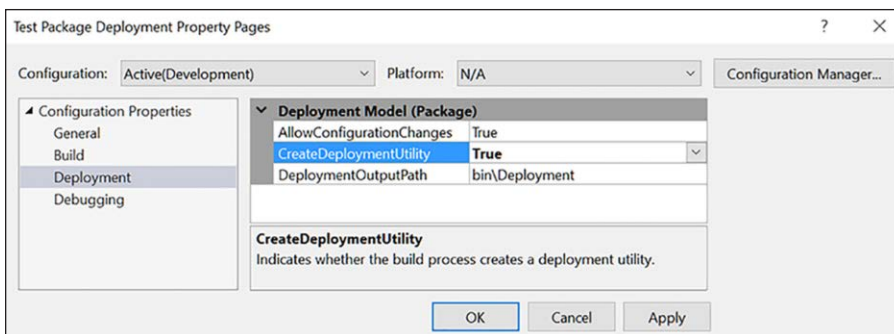 Test Package Deployment Property Pages ? ×
Configuration: Active(Development) Platform: N/A Configuration Manager...
Configuration Properties
General
Build
Deployment
Debugging
Deployment Model (Package)
AllowConfigurationChanges True
CreateDeploymentUtility True
DeploymentOutputPath bin\Deployment
CreateDeploymentUtility
Indicates whether the build process creates a deployment utility.
OK Cancel Apply